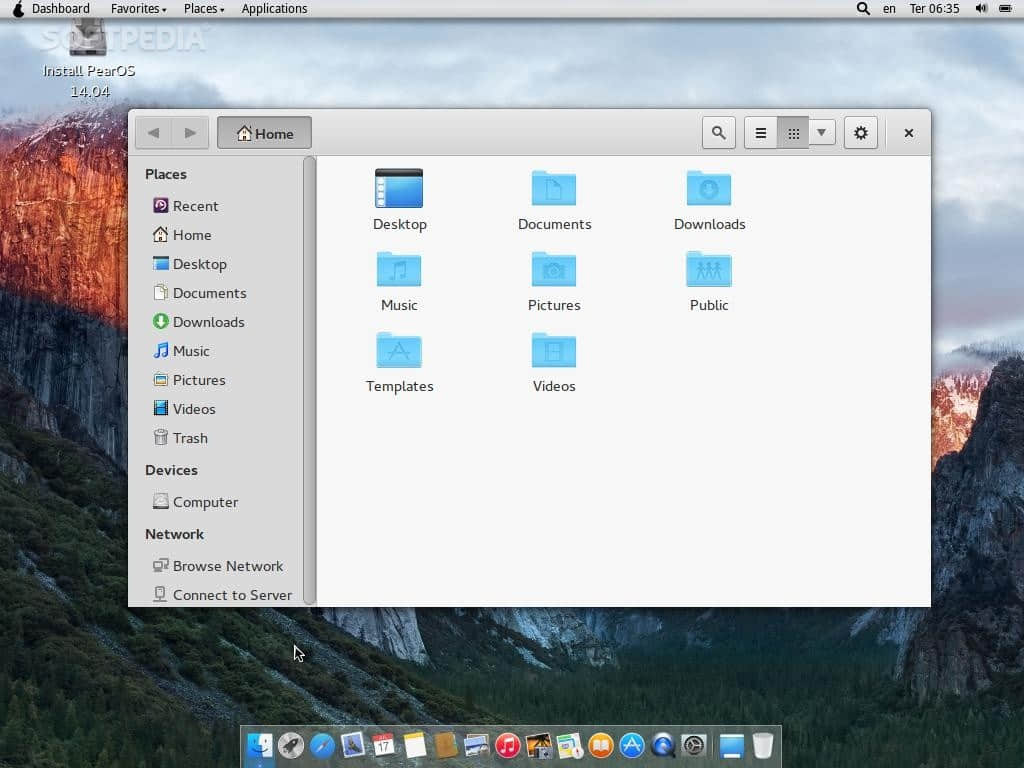 Dashboard Favorites Places Applications en Ter 06:35
SOFTPEDIA
Install PearOS
14.04
Home
Places
Recent
Home
Desktop
Documents
Downloads
Music
Pictures
Videos
Trash
Devices
Computer
Network
Browse Network
Connect to Server
Desktop Documents Downloads
Music Pictures Public
Templates Videos
17